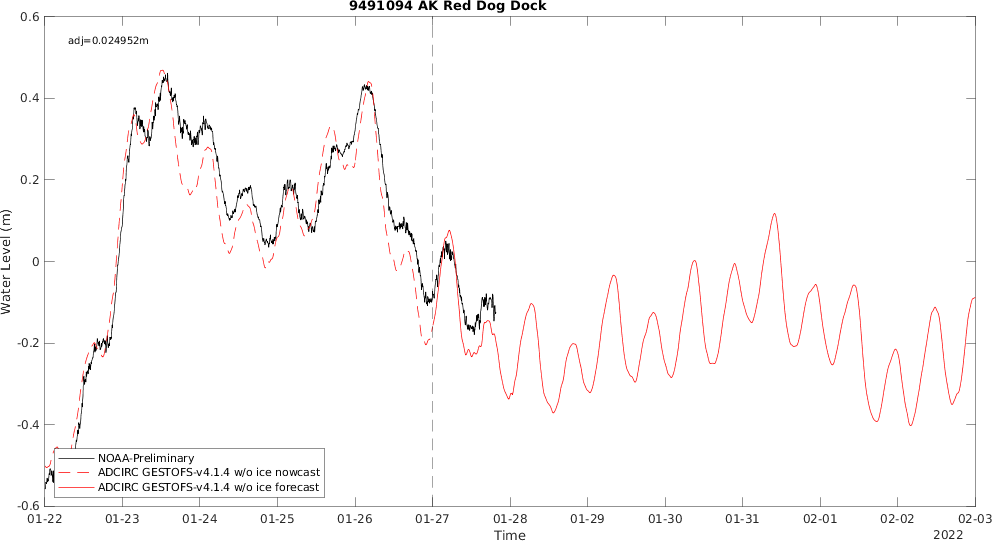 9491094 AK Red Dog Dock
adj=0.024952m
0.6
0.4
0.2
0
-0.2
-0.4
-0.6
Water Level (m)
NOAA-Preliminary
ADCIRC GESTOFS-v4.1.4 w/o ice nowcast
ADCIRC GESTOFS-v4.1.4 w/o ice forecast
01-22 01-23 01-24 01-25 01-26 01-27 01-28 01-29 01-30 01-31 02-01 02-02 02-03
Time
2022